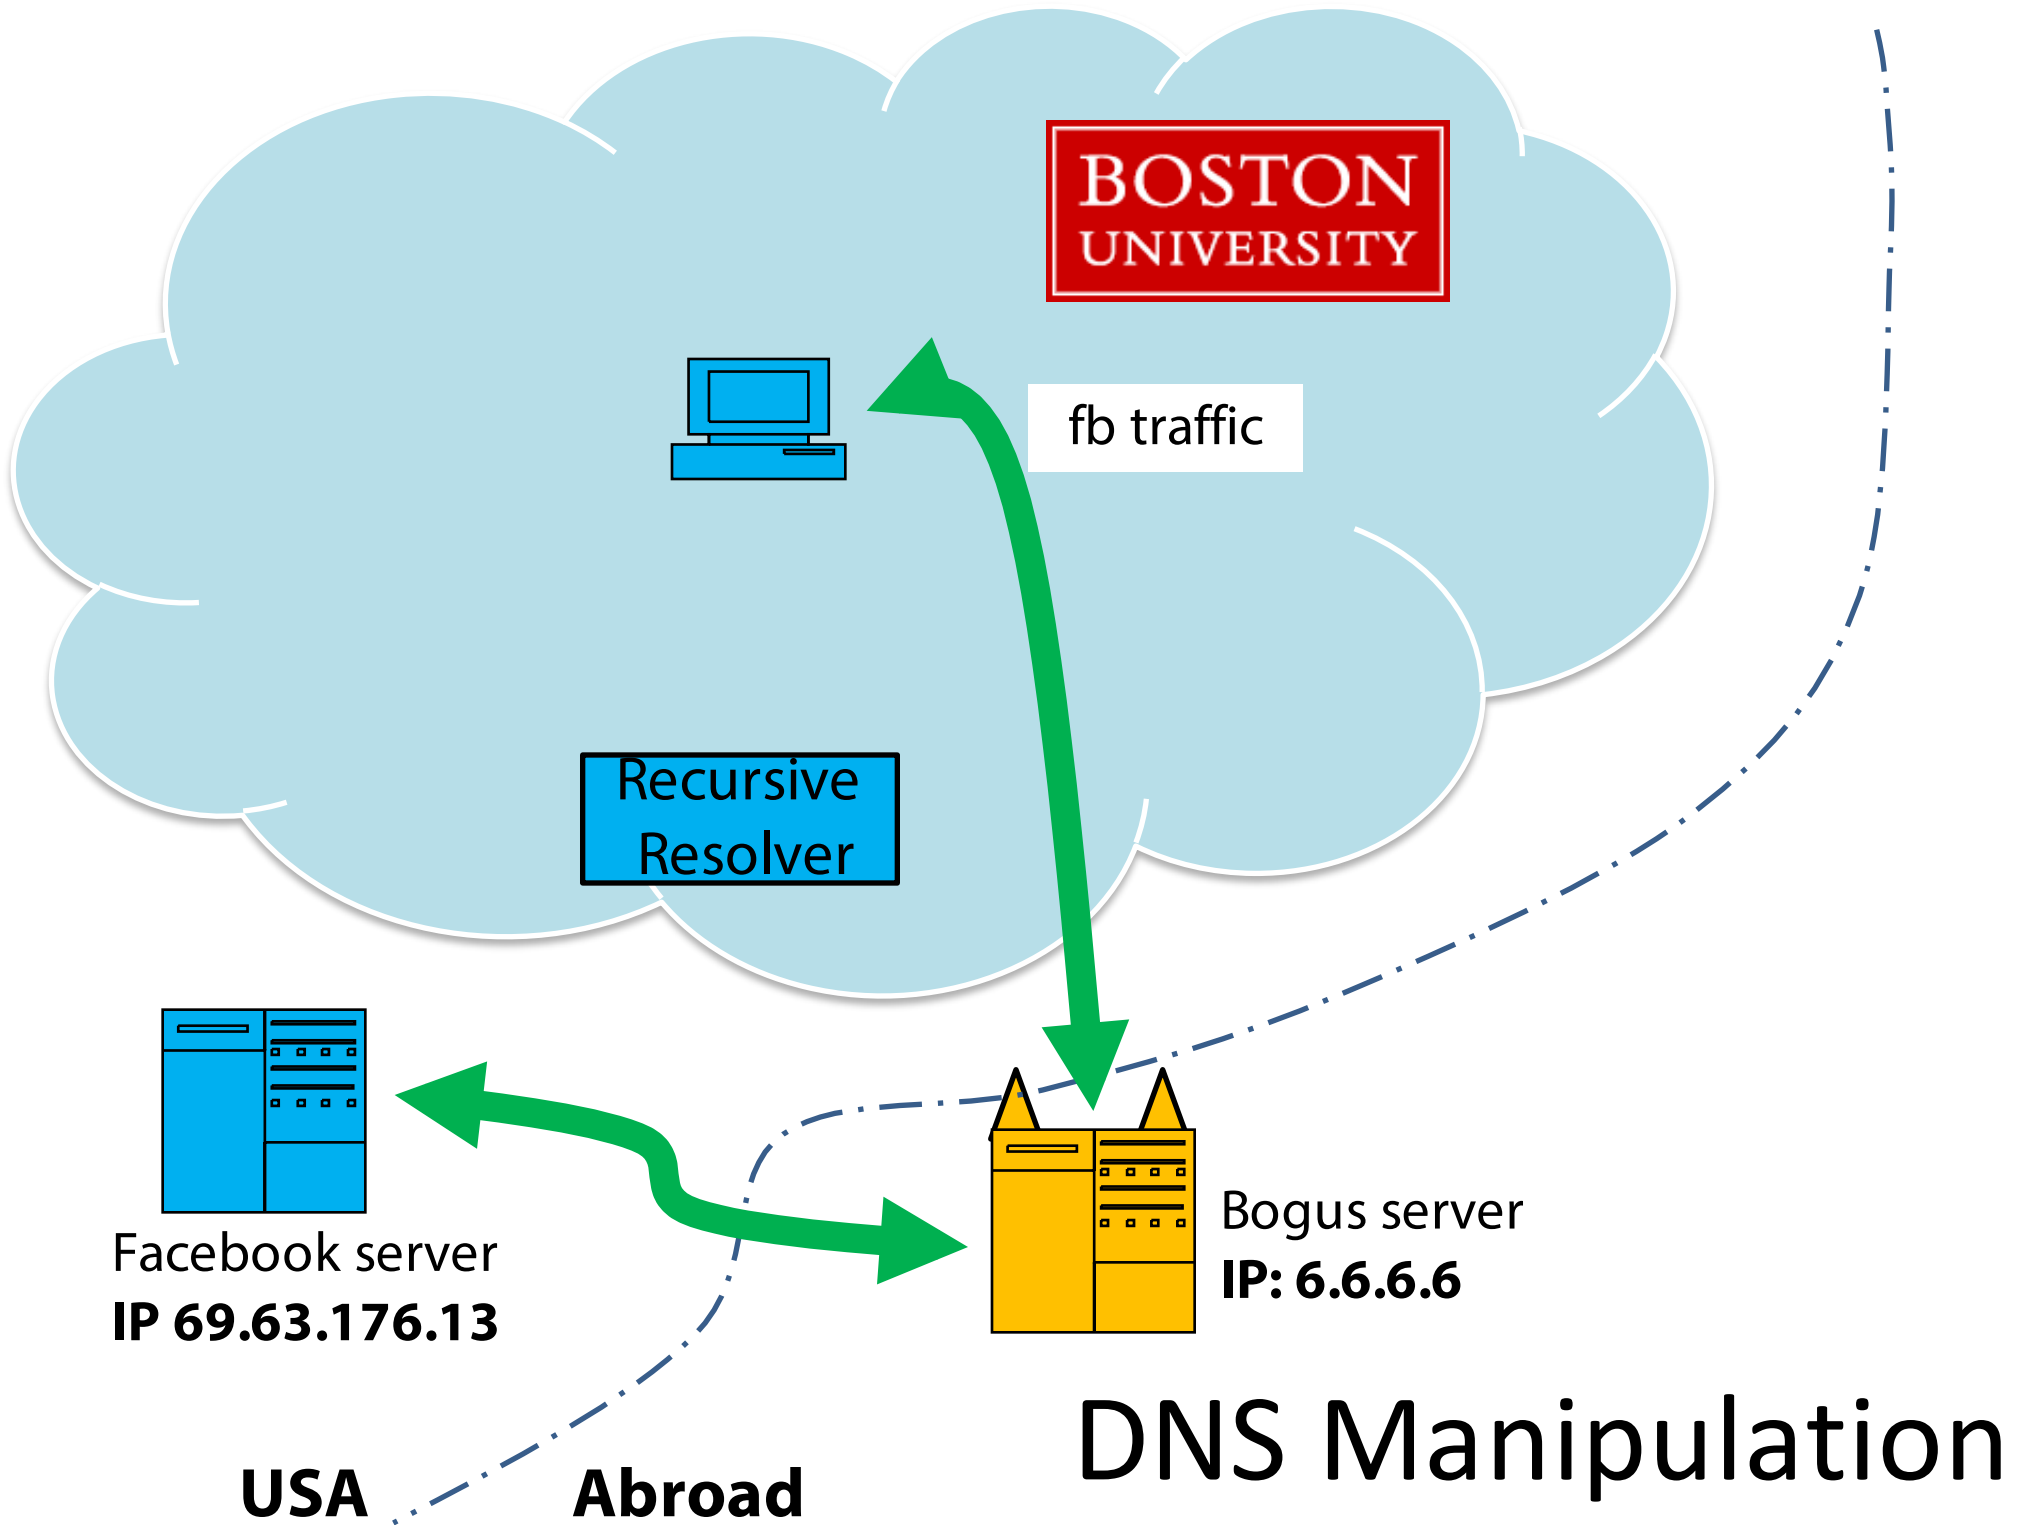 BOSTON
UNIVERSITY
fb traffic
Recursive
Resolver
Facebook server
IP 69.63.176.13
Bogus server
IP: 6.6.6.6
DNS Manipulation
USA
Abroad